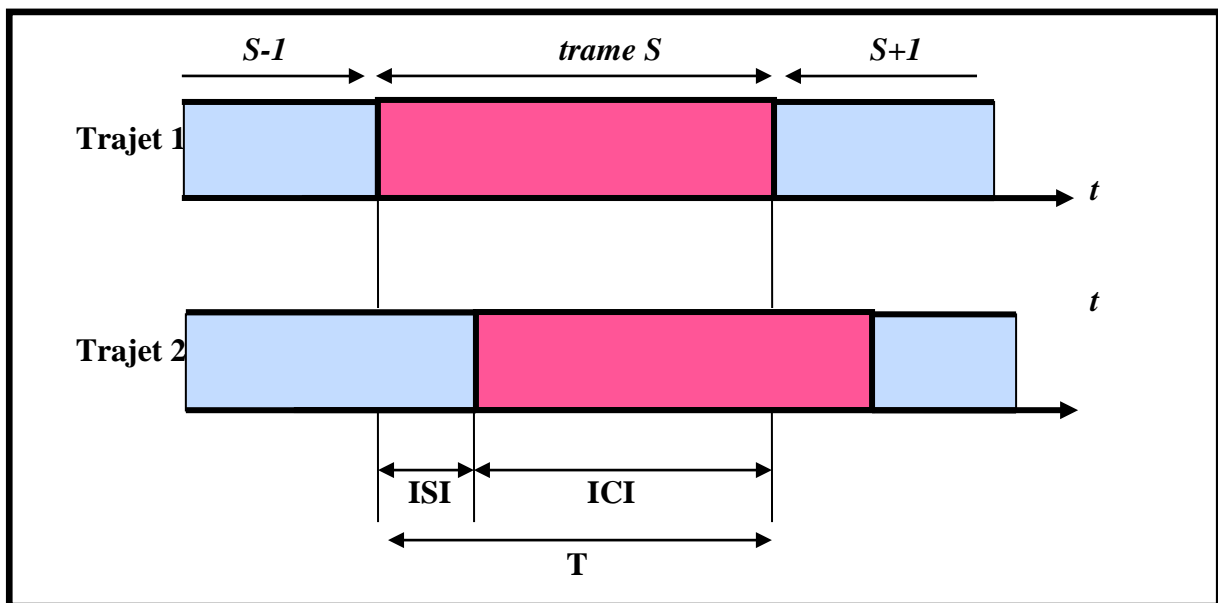 S-1 trame S S+1
Trajet 1
t
t
Trajet 2
ISI ICI
T